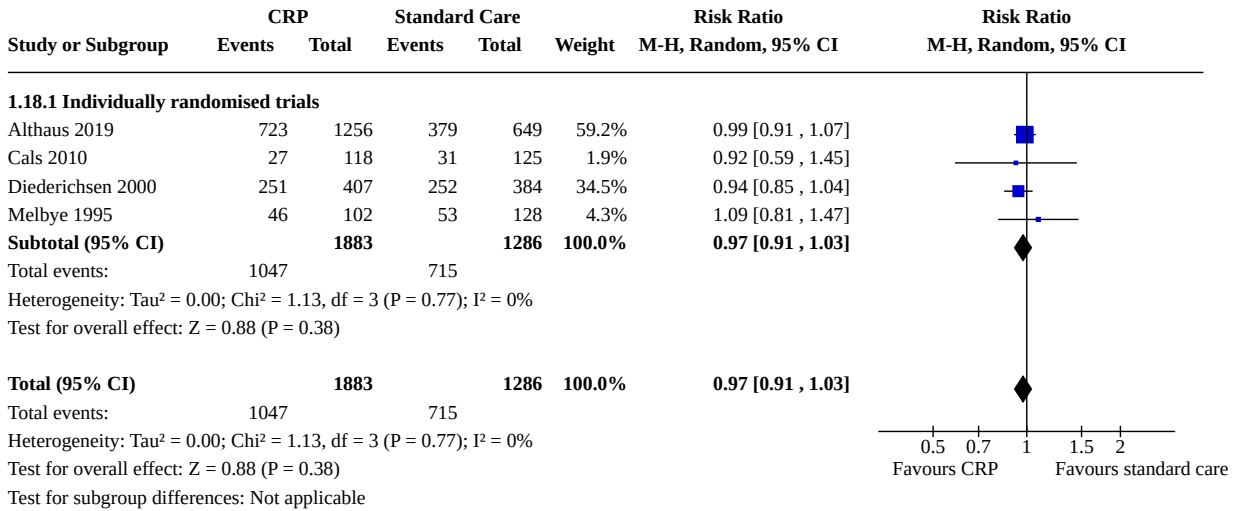 CRP Standard Care Risk Ratio Risk Ratio
Study or Subgroup Events Total Events Total Weight M-H, Random, 95% CI M-H, Random, 95% CI
1.18.1 Individually randomised trials
Althaus 2019 723 1256 379 649 59.2% 0.99 [0.91 , 1.07]
Cals 2010 27 118 31 125 1.9% 0.92 [0.59 , 1.45]
Diederichsen 2000 251 407 252 384 34.5% 0.94 [0.85 , 1.04]
Melbye 1995 46 102 53 128 4.3% 1.09 [0.81 , 1.47]
Subtotal (95% CI) 1883 1286 100.0% 0.97 [0.91 , 1.03]
Total events: 1047 715
Heterogeneity: Tau² = 0.00; Chi² = 1.13, df = 3 (P = 0.77); I² = 0%
Test for overall effect: Z = 0.88 (P = 0.38)
Total (95% CI) 1883 1286 100.0% 0.97 [0.91 , 1.03]
Total events: 1047 715
Heterogeneity: Tau² = 0.00; Chi² = 1.13, df = 3 (P = 0.77); I² = 0%
0.5 0.7 1 1.5 2
Test for overall effect: Z = 0.88 (P = 0.38) Favours CRP Favours standard care
Test for subgroup differences: Not applicable